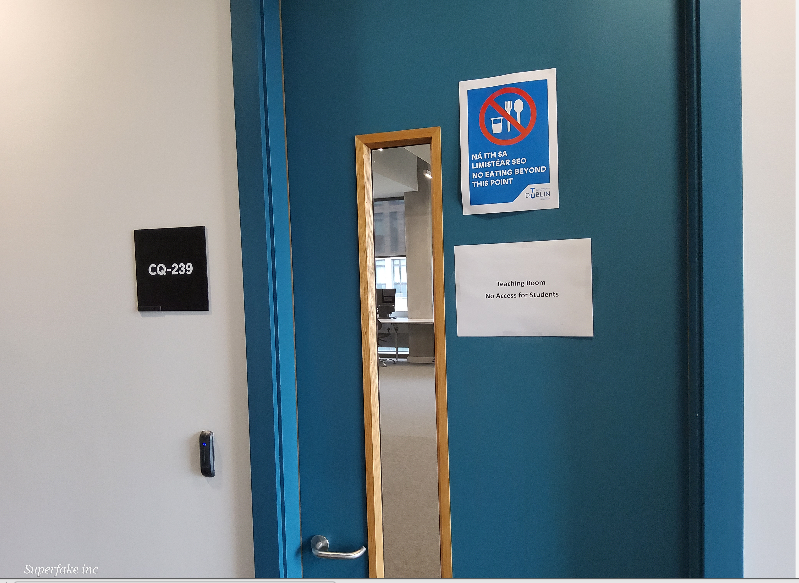 CQ-239
NÁ ITH SA
LIMISTÉAR SEO
NO EATING BEYOND
THIS POINT
DUBLIN
Teaching Room
No Access for Students
Superfake inc